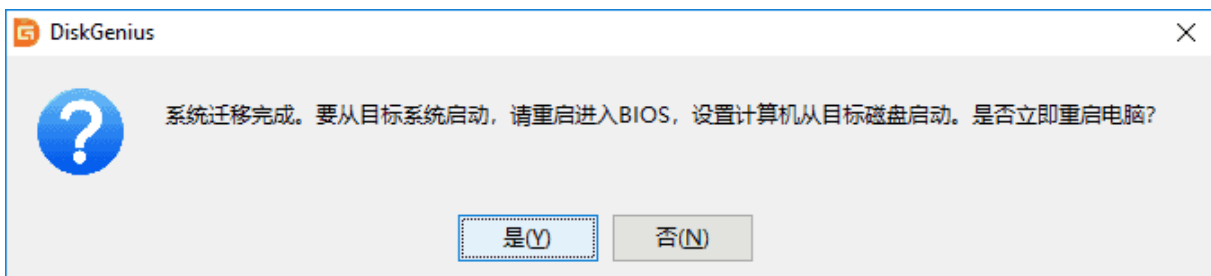 DiskGenius
系统迁移完成。要从目标系统启动，请重启进入BIOS，设置计算机从目标磁盘启动。是否立即重启电脑?
是(Y)
否(N)